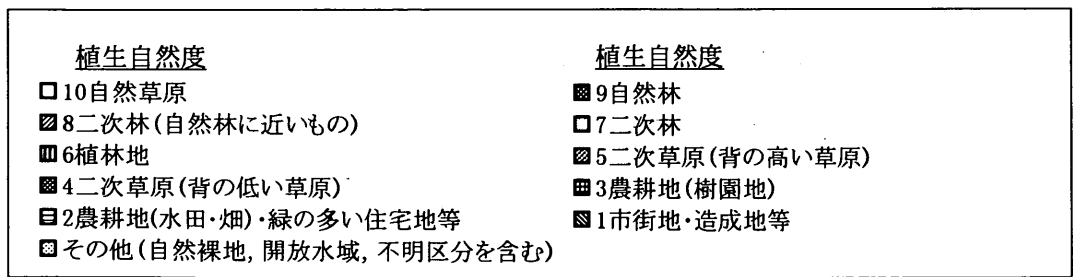 植生自然度 植生自然度
10自然草原 9自然林
8二次林(自然林に近いもの) 7二次林
6植林地 5二次草原(背の高い草原)
4二次草原(背の低い草原) 3農耕地(樹園地)
2農耕地(水田・畑)・緑の多い住宅地等 1市街地・造成地等
その他(自然裸地, 開放水域, 不明区分を含む)